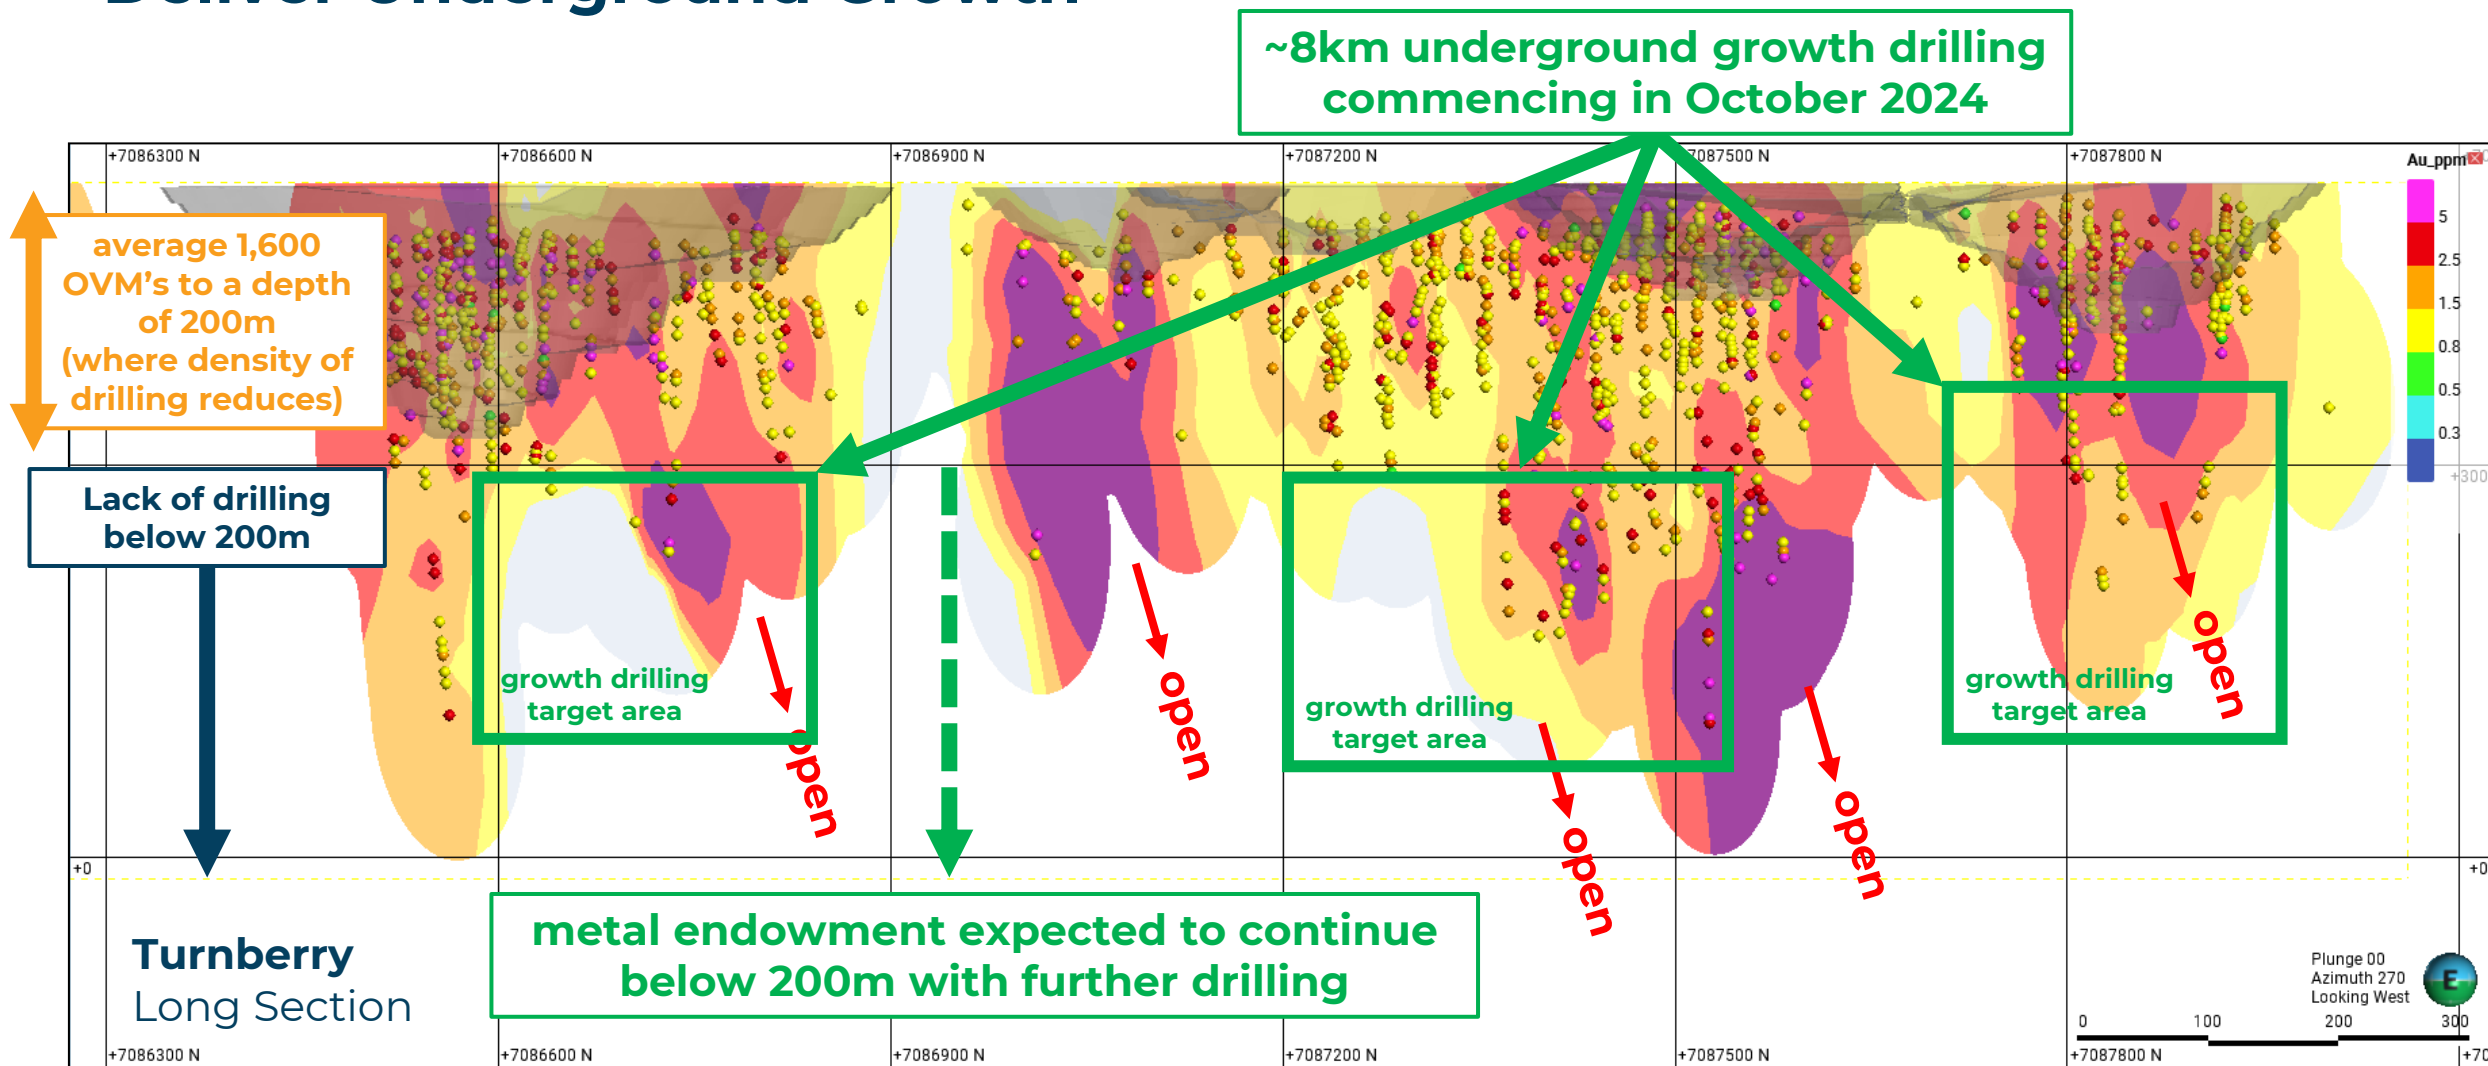 Deliver Underground Growth
~8km underground growth drilling
commencing in October 2024
+7086300 N
+7086600 N
+7086900 N
+7087200 N
+7087500 N
+7087800 N
Au_ppm
5
2.5
1.5
0.8
0.5
0.3
+300
average 1,600
OVM's to a depth
of 200m
(where density of
drilling reduces)
Lack of drilling
below 200m
growth drilling
target area
open
open
growth drilling
target area
open
open
growth drilling
target area
open
+0
+0
metal endowment expected to continue
below 200m with further drilling
Turnberry
Long Section
Plunge 00
Azimuth 270
Looking West
E
0
100
200
300
+7086300 N
+7086600 N
+7086900 N
+7087200 N
+7087500 N
+7087800 N